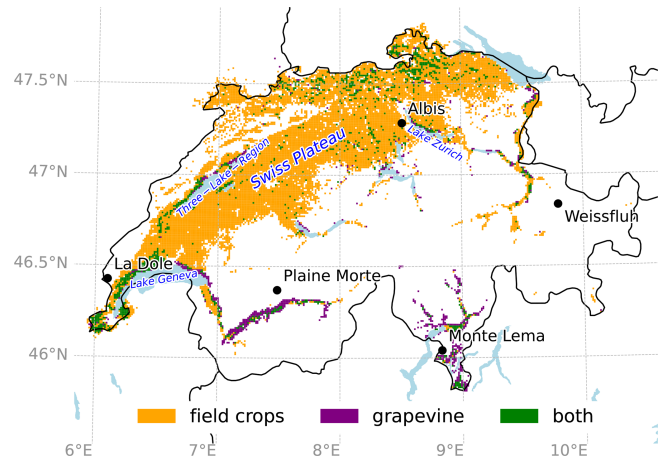 47.5°N
Albis
Lake Zurich
Swiss Plateau
Three – Lake – Region
47°N
Weissfluh
46.5°N
La Dole
Lake Geneva
Plaine Morte
46°N
Monte Lema
field crops grapevine both
6°E 7°E 8°E 9°E 10°E